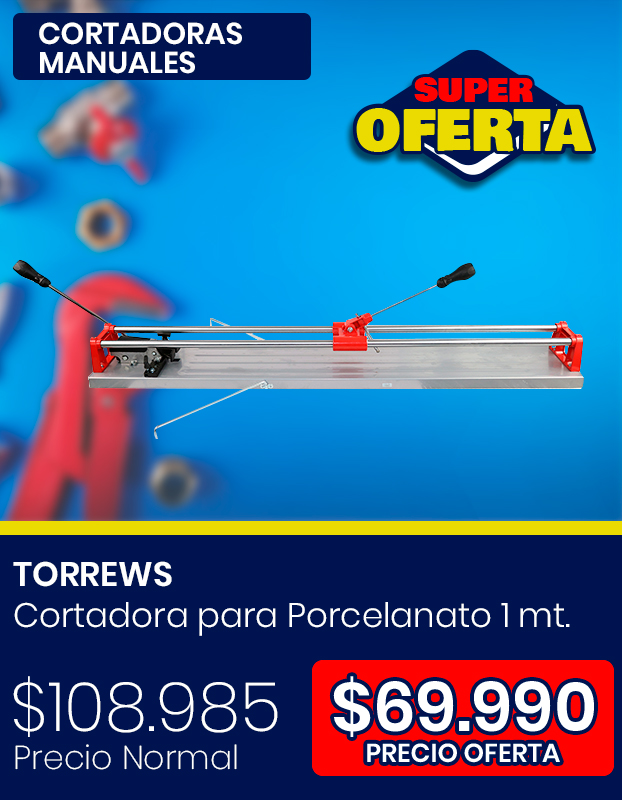 CORTADORAS
MANUALES
SUPER
OFERTA
TORREWS
Cortadora para Porcelanato 1 mt.
$108.985
Precio Normal
$69.990
PRECIO OFERTA